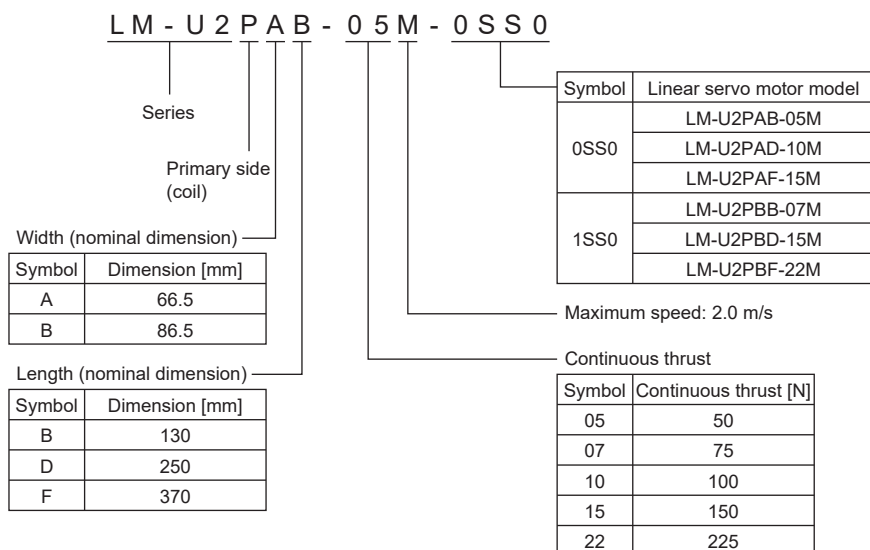 LM-U2PAB-05M-0SS0
Series
Primary side
(coil)
Width (nominal dimension)
Symbol Dimension [mm]
A 66.5
B 86.5
Length (nominal dimension)
Symbol Dimension [mm]
B 130
D 250
F 370
Symbol Linear servo motor model
0SS0
LM-U2PAB-05M
LM-U2PAD-10M
LM-U2PAF-15M
1SS0
LM-U2PBB-07M
LM-U2PBD-15M
LM-U2PBF-22M
Maximum speed: 2.0 m/s
Continuous thrust
Symbol Continuous thrust [N]
05 50
07 75
10 100
15 150
22 225